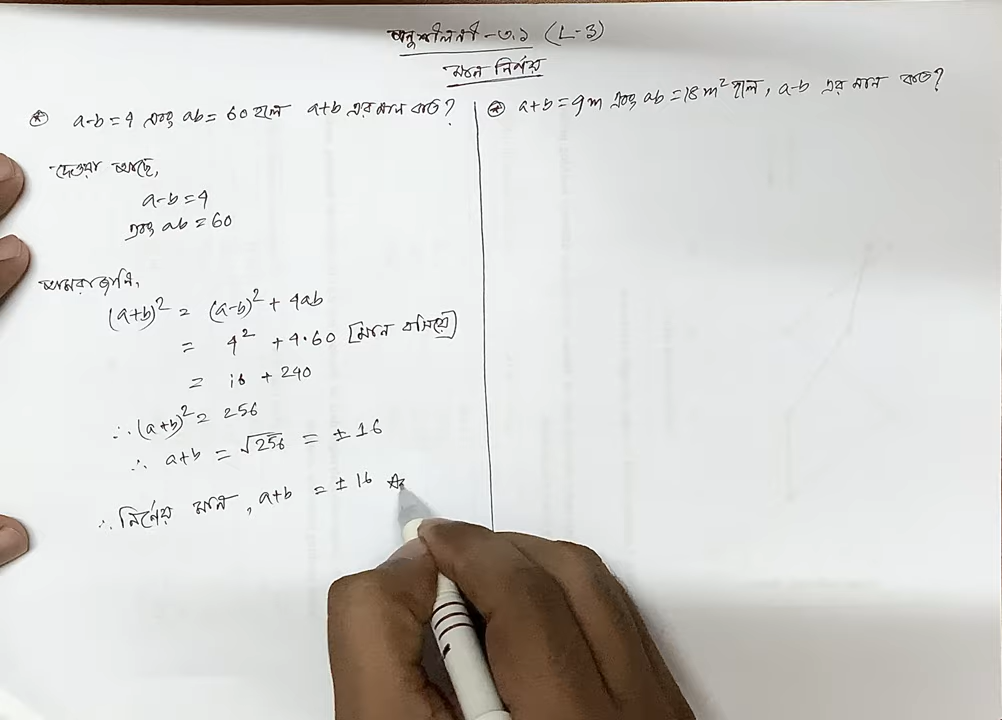 অনুশীলনী-৩.১ (L-3)
মান নির্ণয়
* a-b=4 এবং ab=60 হলে a+b এর মান কত?
দেওয়া আছে,
a-b=4
এবং ab=60
আমরা জানি,
(a+b)² = (a-b)² + 4ab
= 4² + 4·60 [মান বসিয়ে]
= 16 + 240
∴ (a+b)² = 256
∴ a+b = √256 = ±16
∴ নির্ণেয় মান, a+b = ±16
* a+b=9m এবং ab=18m² হলে, a-b এর মান কত?